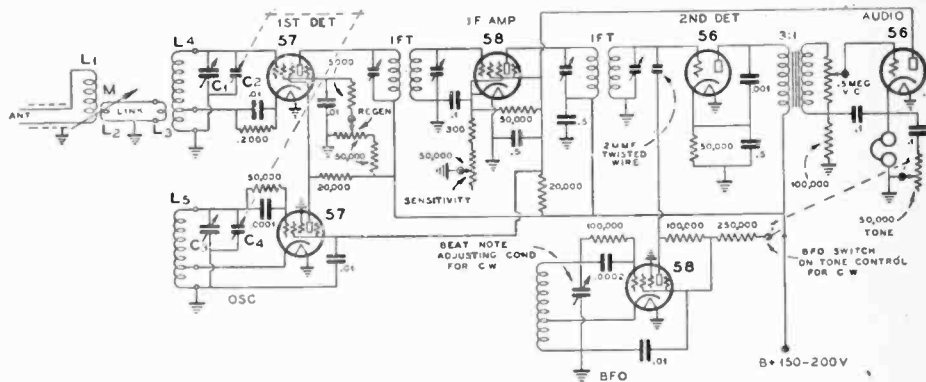 1ST DET
IF AMP
2ND DET
AUDIO
57
58
56
56
L4
L1
M
ANT
LINK
L2
L3
C1
C2
.01
.2000
IFT
5000
REGEN
.01
50,000
20,000
IFT
.1
300
50,000
.5
50,000
SENSITIVITY
.5
20,000
2MMF
TWISTED
WIRE
50,000
.001
.5
3:1
.5 MEG
V C
.1
100,000
.1
50,000
TONE
L5
50,000
.0001
57
C3
C4
.01
OSC
BEAT NOTE
ADJUSTING COND
FOR CW
100,000
.0002
58
100,000
250,000
.01
BFO
BFO SWITCH
ON TONE CONTROL
FOR CW
B+150-200V